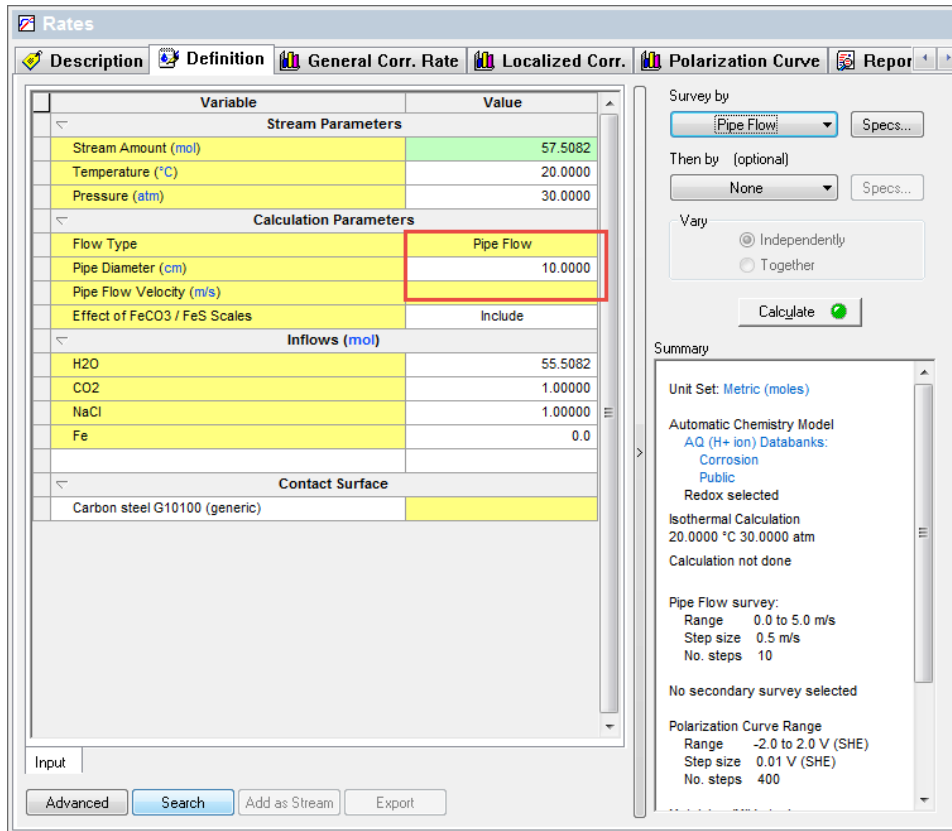 Rates
Description Definition General Corr. Rate Localized Corr. Polarization Curve Repor
Variable Value
Stream Parameters
Stream Amount (mol) 57.5082
Temperature (°C) 20.0000
Pressure (atm) 30.0000
Calculation Parameters
Flow Type Pipe Flow
Pipe Diameter (cm) 10.0000
Pipe Flow Velocity (m/s)
Effect of FeCO3 / FeS Scales Include
Inflows (mol)
H2O 55.5082
CO2 1.00000
NaCl 1.00000
Fe 0.0
Contact Surface
Carbon steel G10100 (generic)
Input
Advanced Search Add as Stream Export
Survey by
Pipe Flow Specs...
Then by (optional)
None Specs...
Vary
Independently
Together
Calculate
Summary
Unit Set: Metric (moles)
Automatic Chemistry Model
AQ (H+ ion) Databanks:
Corrosion
Public
Redox selected
Isothermal Calculation
20.0000 °C 30.0000 atm
Calculation not done
Pipe Flow survey:
Range 0.0 to 5.0 m/s
Step size 0.5 m/s
No. steps 10
No secondary survey selected
Polarization Curve Range
Range -2.0 to 2.0 V (SHE)
Step size 0.01 V (SHE)
No. steps 400